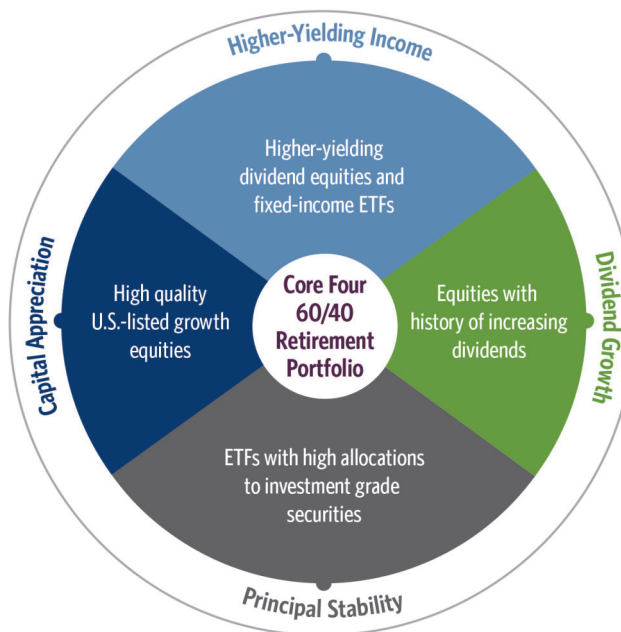 Higher-Yielding Income
Higher-yielding
dividend equities and
fixed-income ETFs
Capital Appreciation
High quality
U.S.-listed growth
equities
Core Four
60/40
Retirement
Portfolio
Equities with
history of increasing
dividends
Dividend Growth
ETFs with high allocations
to investment grade
securities
Principal Stability